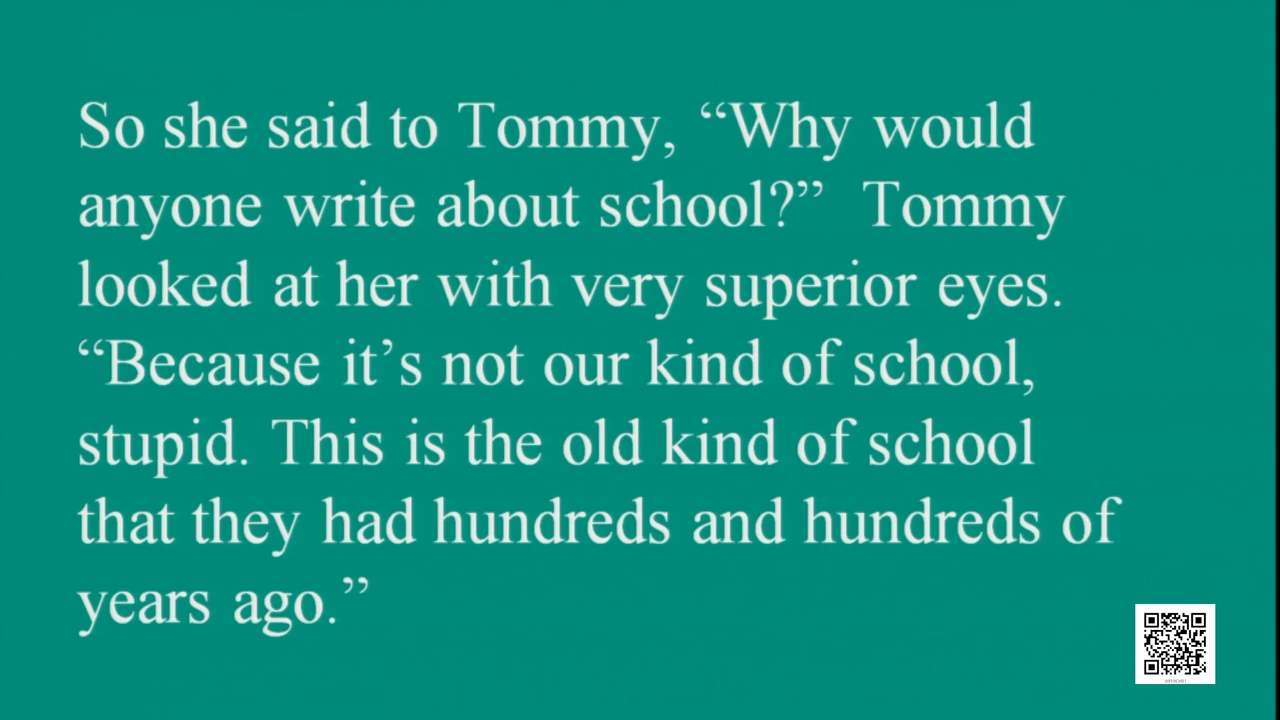 So she said to Tommy, “Why would
anyone write about school?”  Tommy
looked at her with very superior eyes.
“Because it’s not our kind of school,
stupid. This is the old kind of school
that they had hundreds and hundreds of
years ago.”